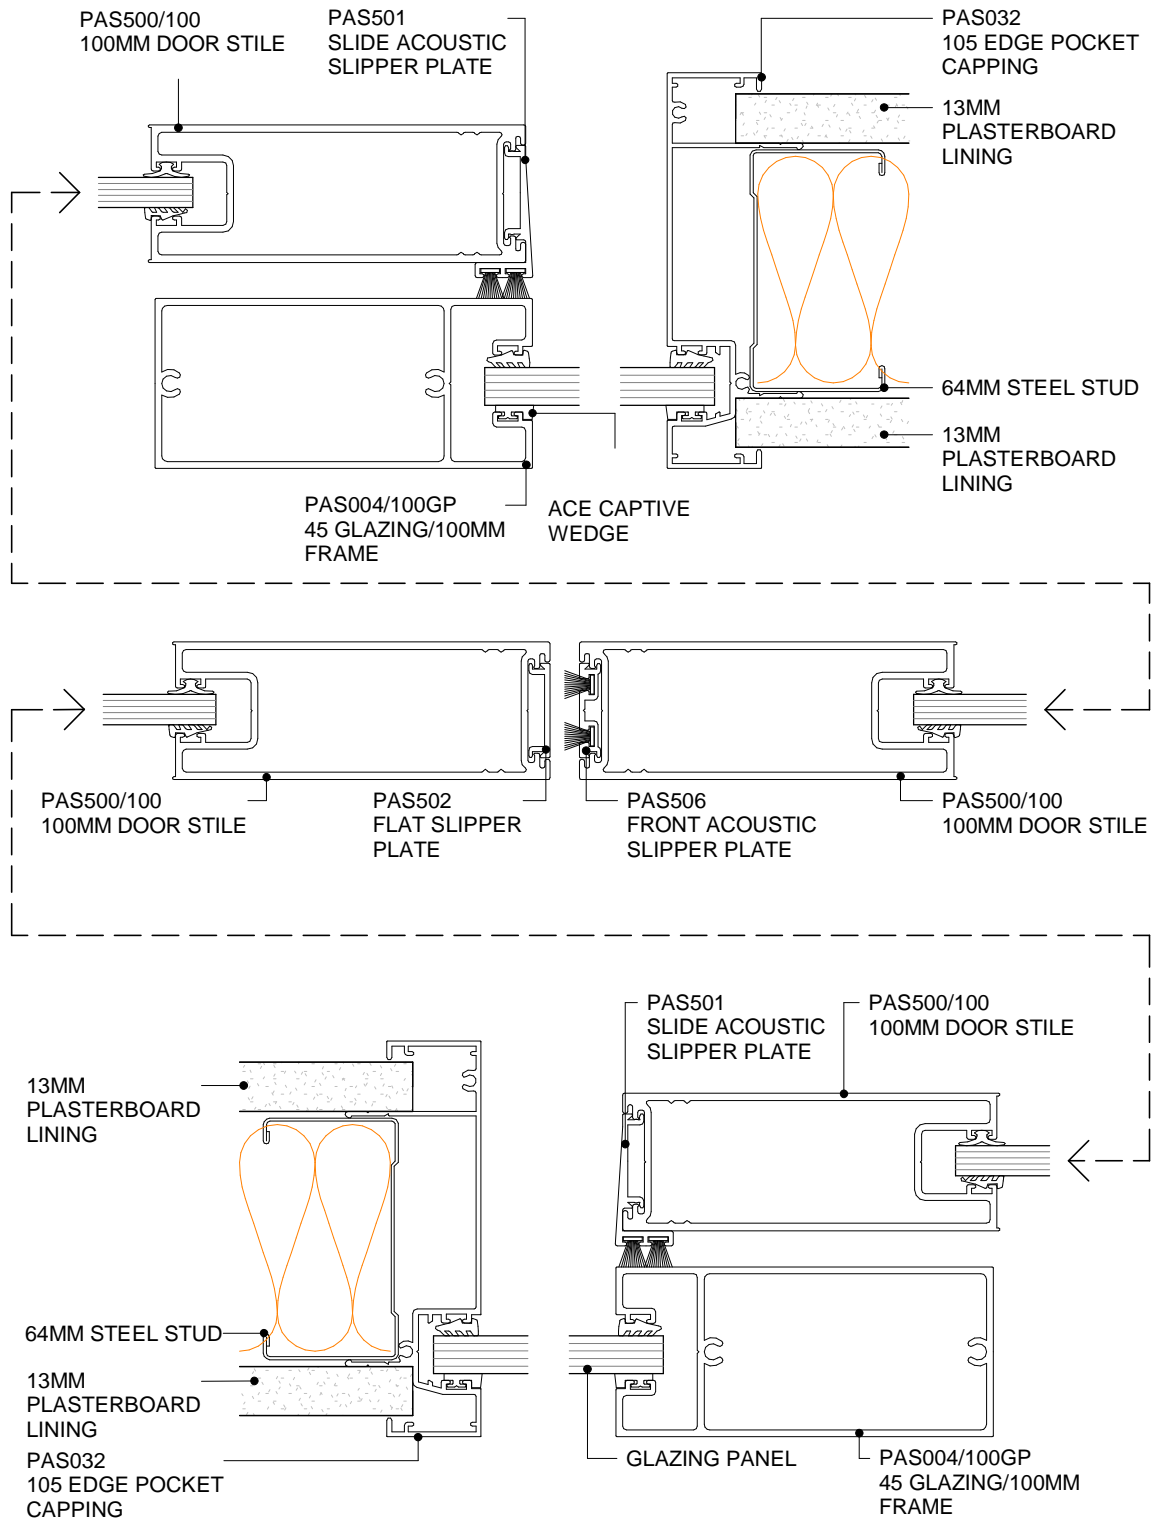 PAS500/100
100MM DOOR STILE
PAS501
SLIDE ACOUSTIC
SLIPPER PLATE
PAS032
105 EDGE POCKET
CAPPING
13MM
PLASTERBOARD
LINING
64MM STEEL STUD
13MM
PLASTERBOARD
LINING
PAS004/100GP
45 GLAZING/100MM
FRAME
ACE CAPTIVE
WEDGE
PAS500/100
100MM DOOR STILE
PAS502
FLAT SLIPPER
PLATE
PAS506
FRONT ACOUSTIC
SLIPPER PLATE
PAS500/100
100MM DOOR STILE
PAS501
SLIDE ACOUSTIC
SLIPPER PLATE
PAS500/100
100MM DOOR STILE
13MM
PLASTERBOARD
LINING
64MM STEEL STUD
13MM
PLASTERBOARD
LINING
PAS032
105 EDGE POCKET
CAPPING
GLAZING PANEL
PAS004/100GP
45 GLAZING/100MM
FRAME